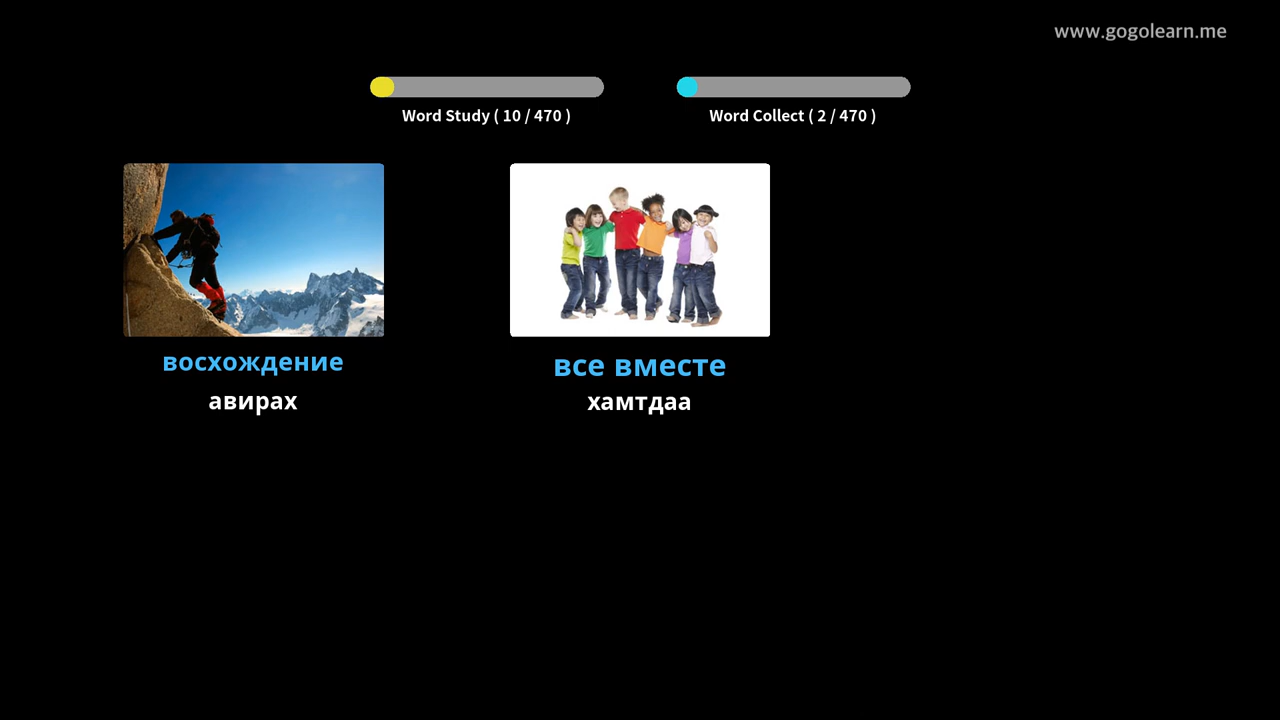 www.gogolearn.me
Word Study ( 10 / 470 )
Word Collect ( 2 / 470 )
восхождение
авирах
все вместе
хамтдаа